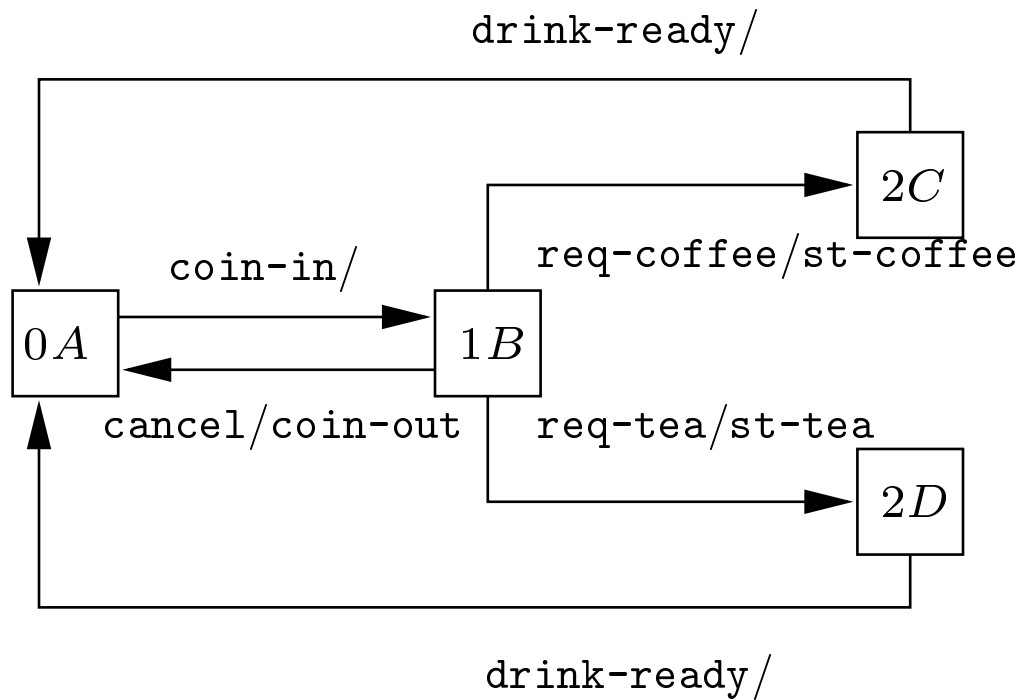 drink-ready/
2C
req-coffee/st-coffee
coin-in/
0A
1B
cancel/coin-out
req-tea/st-tea
2D
drink-ready/